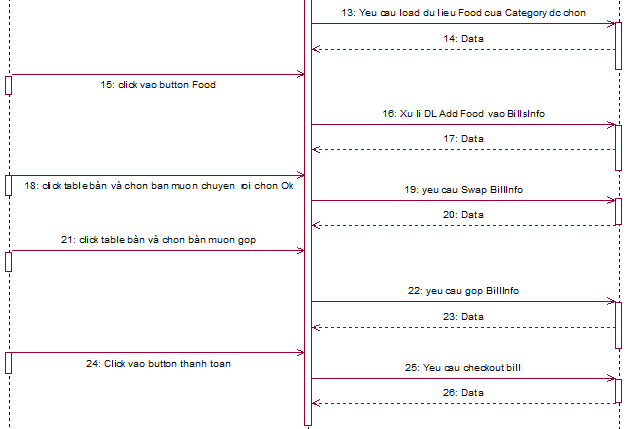 13: Yeu cau load du lieu Food cua Category dc chon
14: Data
15: click vao button Food
16: Xu li DL Add Food vao BillsInfo
17: Data
18: click table bàn và chon ban muon chuyen roi chon Ok
19: yeu cau Swap BillInfo
20: Data
21: click table bàn và chon bàn muon gop
22: yeu cau gop BillInfo
23: Data
24: Click vao button thanh toan
25: Yeu cau checkout bill
26: Data